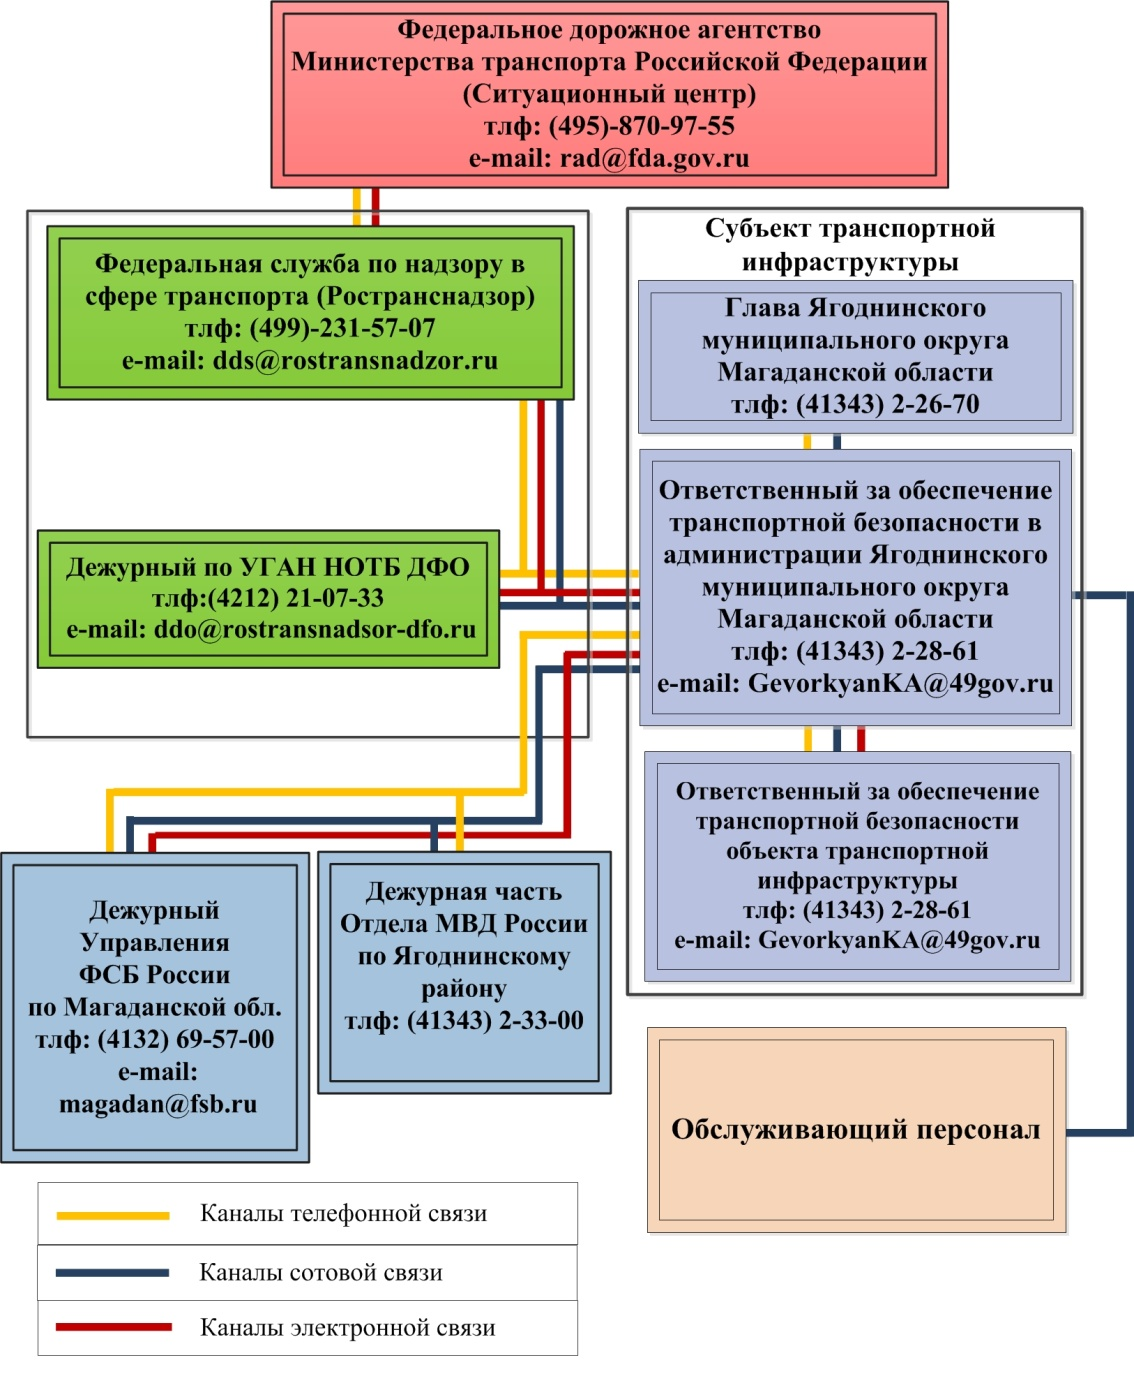 Федеральное дорожное агентство
Министерства транспорта Российской Федерации
(Ситуационный центр)
тлф: (495)-870-97-55
e-mail: rad@fda.gov.ru
Федеральная служба по надзору в
сфере транспорта (Ространснадзор)
тлф: (499)-231-57-07
e-mail: dds@rostransnadzor.ru
Дежурный по УГАН НОТБ ДФО
тлф:(4212) 21-07-33
e-mail: ddo@rostransnadsor-dfo.ru
Субъект транспортной
инфраструктуры
Глава Ягоднинского
муниципального округа
Магаданской области
тлф: (41343) 2-26-70
Ответственный за обеспечение
транспортной безопасности в
администрации Ягоднинского
муниципального округа
Магаданской области
тлф: (41343) 2-28-61
e-mail: GevorkyanKA@49gov.ru
Ответственный за обеспечение
транспортной безопасности
объекта транспортной
инфраструктуры
тлф: (41343) 2-28-61
e-mail: GevorkyanKA@49gov.ru
Дежурный
Управления
ФСБ России
по Магаданской обл.
тлф: (4132) 69-57-00
e-mail:
magadan@fsb.ru
Дежурная часть
Отдела МВД России
по Ягоднинскому
району
тлф: (41343) 2-33-00
Обслуживающий персонал
Каналы телефонной связи
Каналы сотовой связи
Каналы электронной связи